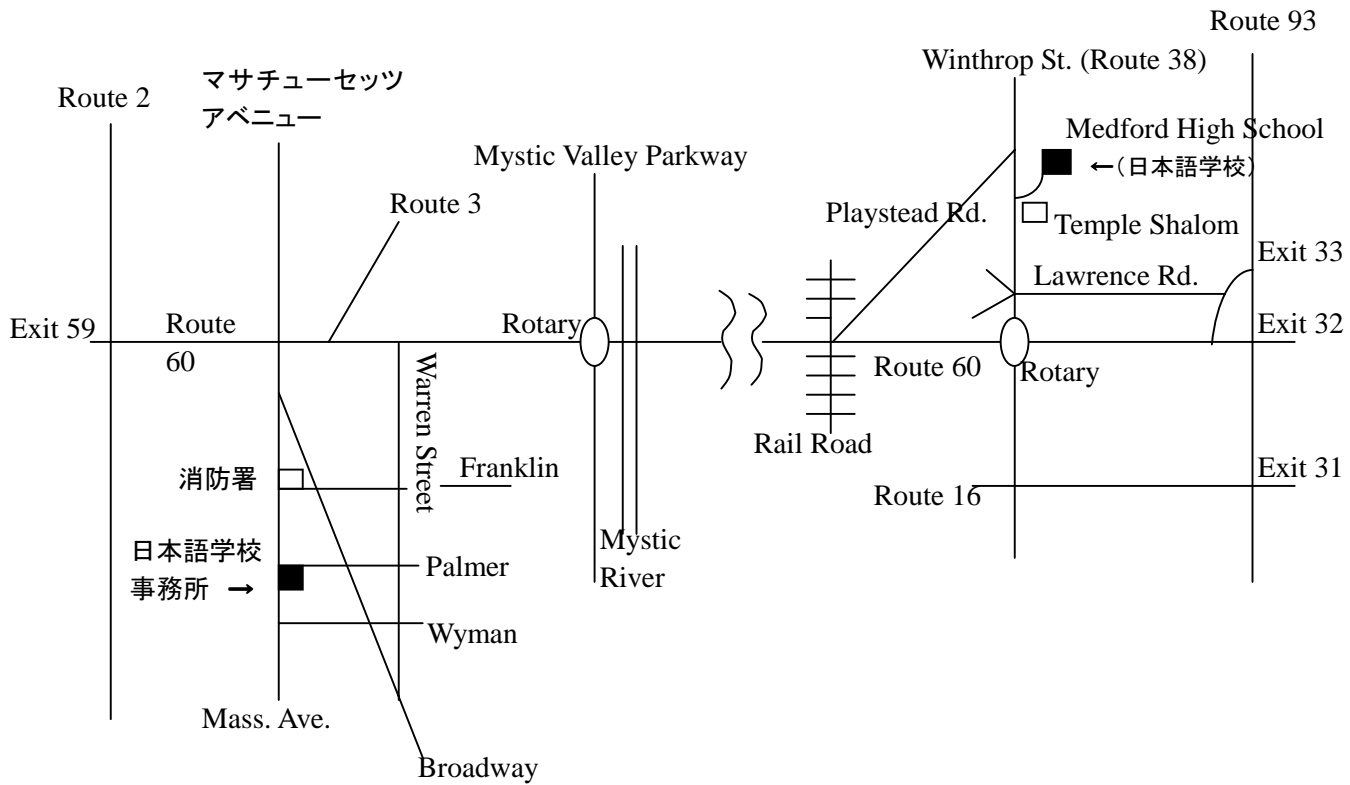 Route 93
Winthrop St. (Route 38)
マサチューセッツ
アベニュー
Route 2
Medford High School
←(日本語学校)
Mystic Valley Parkway
Route 3
Playstead Rd.
Temple Shalom
Exit 33
Lawrence Rd.
Exit 59
Route
60
Rotary
Exit 32
Route 60
Rotary
Warren Street
Rail Road
消防署
Franklin
Route 16
Exit 31
日本語学校
事務所 →
Palmer
Mystic
River
Wyman
Mass. Ave.
Broadway